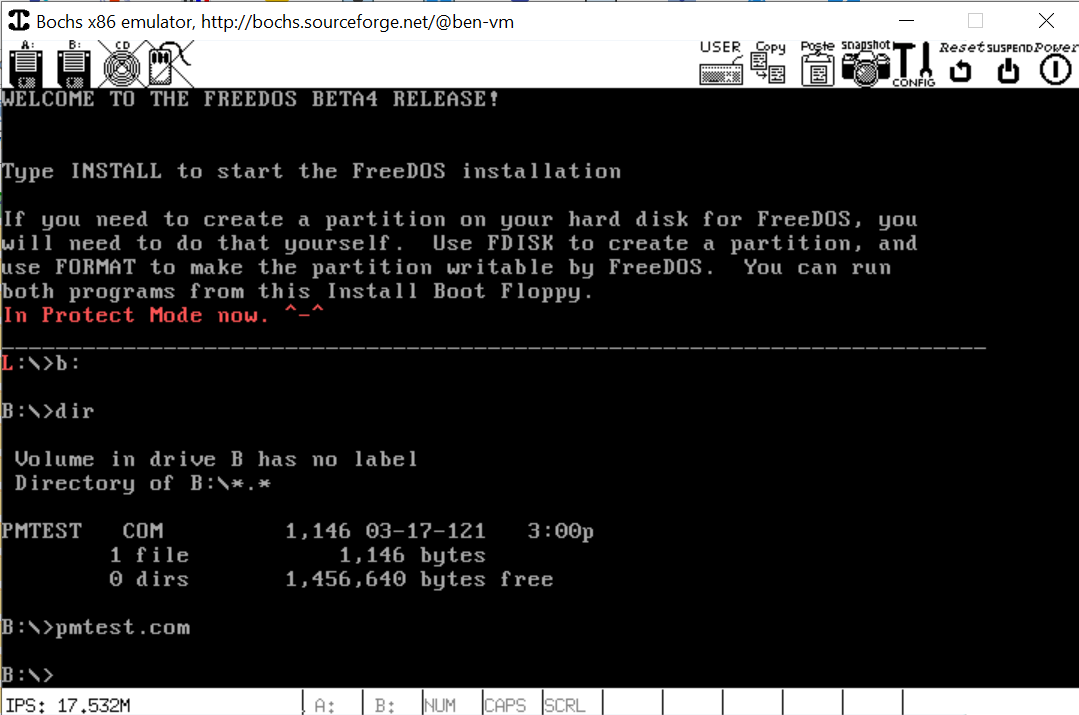 Bochs x86 emulator, http://bochs.sourceforge.net/@ben-vm
A: B: CD USER Copy Poste snapshot CONFIG Reset SUSPEND Power
WELCOME TO THE FREEDOS BETA4 RELEASE!
Type INSTALL to start the FreeDOS installation
If you need to create a partition on your hard disk for FreeDOS, you
will need to do that yourself.  Use FDISK to create a partition, and
use FORMAT to make the partition writable by FreeDOS.  You can run
both programs from this Install Boot Floppy.
In Protect Mode now. ^-^
L:\>b:
B:\>dir
Volume in drive B has no label
Directory of B:\*.*
PMTEST   COM         1,146 03-17-121   3:00p
1 file           1,146 bytes
0 dirs       1,456,640 bytes free
B:\>pmtest.com
B:\>
IPS: 17.532M A: B: NUM CAPS SCRL